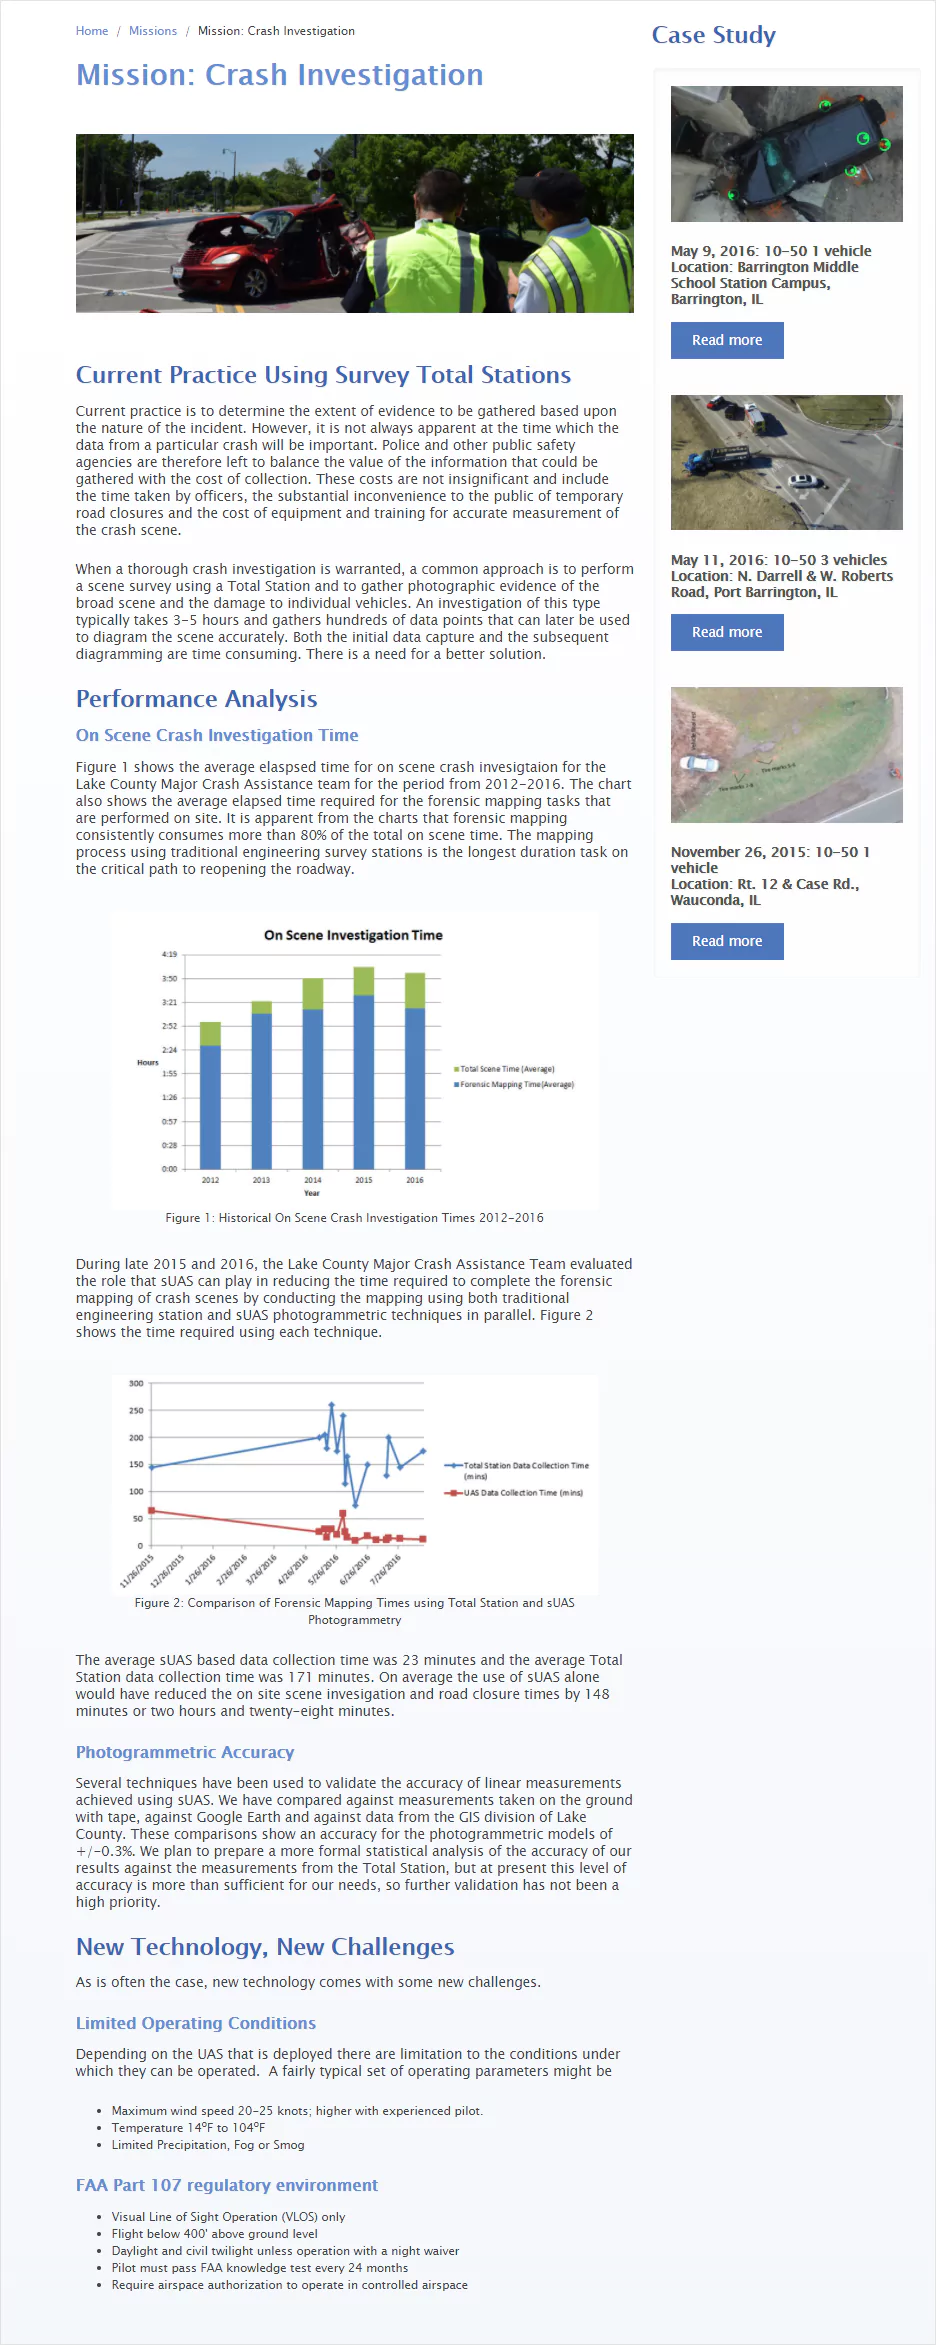 Home / Missions / Mission: Crash Investigation
Mission: Crash Investigation
Current Practice Using Survey Total Stations
Current practice is to determine the extent of evidence to be gathered based upon
the nature of the incident. However, it is not always apparent at the time which the
data from a particular crash will be important. Police and other public safety
agencies are therefore left to balance the value of the information that could be
gathered with the cost of collection. These costs are not insignificant and include
the time taken by officers, the substantial inconvenience to the public of temporary
road closures and the cost of equipment and training for accurate measurement of
the crash scene.
When a thorough crash investigation is warranted, a common approach is to perform
a scene survey using a Total Station and to gather photographic evidence of the
broad scene and the damage to individual vehicles. An investigation of this type
typically takes 3-5 hours and gathers hundreds of data points that can later be used
to diagram the scene accurately. Both the initial data capture and the subsequent
diagramming are time consuming. There is a need for a better solution.
Performance Analysis
On Scene Crash Investigation Time
Figure 1 shows the average elaspsed time for on scene crash invesigtaion for the
Lake County Major Crash Assistance team for the period from 2012-2016. The chart
also shows the average elapsed time required for the forensic mapping tasks that
are performed on site. It is apparent from the charts that forensic mapping
consistently consumes more than 80% of the total on scene time. The mapping
process using traditional engineering survey stations is the longest duration task on
the critical path to reopening the roadway.
On Scene Investigation Time
4:19
3:50
3:21
2:52
2:24
1:55
1:26
0:57
0:28
0:00
Hours
2012 2013 2014 2015 2016
Year
Total Scene Time (Average)
Forensic Mapping Time(Average)
Figure 1: Historical On Scene Crash Investigation Times 2012-2016
During late 2015 and 2016, the Lake County Major Crash Assistance Team evaluated
the role that sUAS can play in reducing the time required to complete the forensic
mapping of crash scenes by conducting the mapping using both traditional
engineering station and sUAS photogrammetric techniques in parallel. Figure 2
shows the time required using each technique.
300
250
200
150
100
50
0
11/26/2015 12/26/2015 1/26/2016 2/26/2016 3/26/2016 4/26/2016 5/26/2016 6/26/2016 7/26/2016
Total Station Data Collection Time
(mins)
UAS Data Collection Time (mins)
Figure 2: Comparison of Forensic Mapping Times using Total Station and sUAS
Photogrammetry
The average sUAS based data collection time was 23 minutes and the average Total
Station data collection time was 171 minutes. On average the use of sUAS alone
would have reduced the on site scene invesigation and road closure times by 148
minutes or two hours and twenty-eight minutes.
Photogrammetric Accuracy
Several techniques have been used to validate the accuracy of linear measurements
achieved using sUAS. We have compared against measurements taken on the ground
with tape, against Google Earth and against data from the GIS division of Lake
County. These comparisons show an accuracy for the photogrammetric models of
+/-0.3%. We plan to prepare a more formal statistical analysis of the accuracy of our
results against the measurements from the Total Station, but at present this level of
accuracy is more than sufficient for our needs, so further validation has not been a
high priority.
New Technology, New Challenges
As is often the case, new technology comes with some new challenges.
Limited Operating Conditions
Depending on the UAS that is deployed there are limitation to the conditions under
which they can be operated.  A fairly typical set of operating parameters might be
• Maximum wind speed 20-25 knots; higher with experienced pilot.
• Temperature 14ºF to 104ºF
• Limited Precipitation, Fog or Smog
FAA Part 107 regulatory environment
• Visual Line of Sight Operation (VLOS) only
• Flight below 400' above ground level
• Daylight and civil twilight unless operation with a night waiver
• Pilot must pass FAA knowledge test every 24 months
• Require airspace authorization to operate in controlled airspace
Case Study
May 9, 2016: 10-50 1 vehicle
Location: Barrington Middle
School Station Campus,
Barrington, IL
Read more
May 11, 2016: 10-50 3 vehicles
Location: N. Darrell & W. Roberts
Road, Port Barrington, IL
Read more
Tire marks 7-8
Tire marks 5-6
November 26, 2015: 10-50 1
vehicle
Location: Rt. 12 & Case Rd.,
Wauconda, IL
Read more